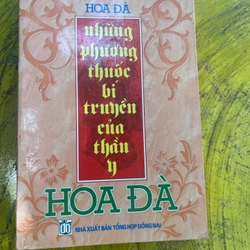 HOA ĐÀ
những
phương
thuốc
bí
truyền
của
thần
y
HOA ĐÀ
NHÀ XUẤT BẢN TỔNG HỢP ĐỒNG NAI